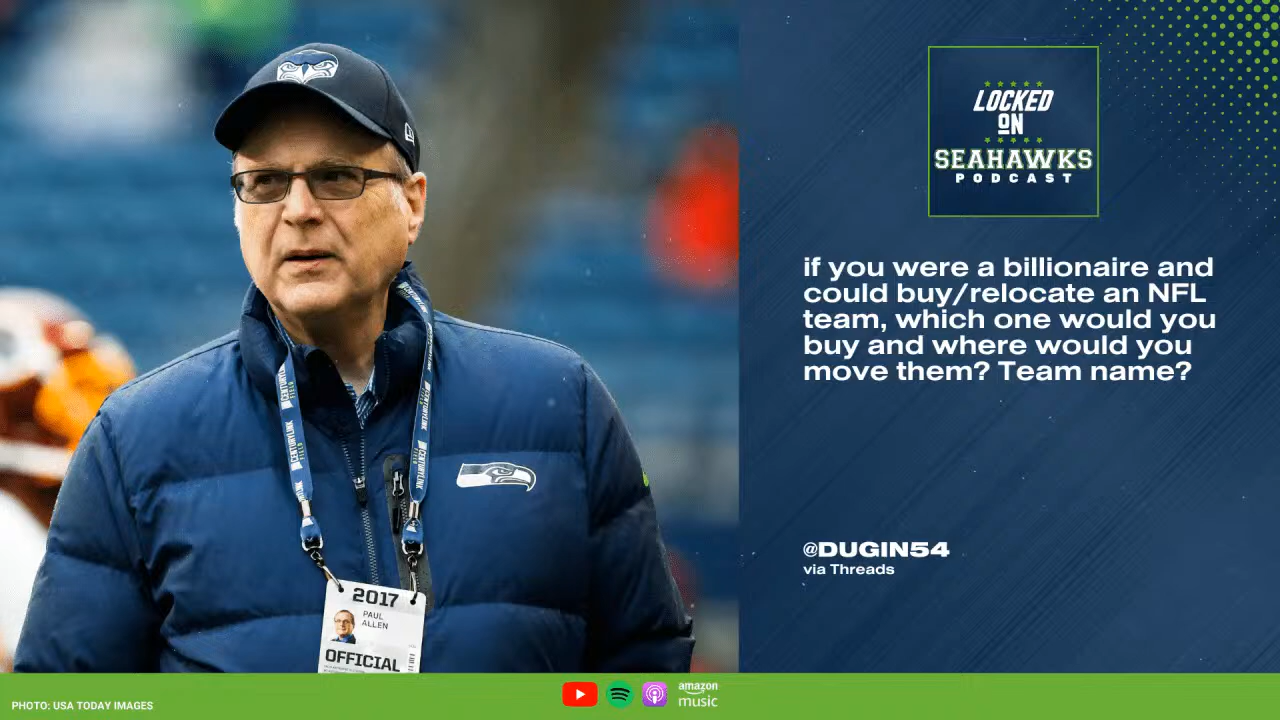 LOCKED
ON
SEAHAWKS
PODCAST
if you were a billionaire and
could buy/relocate an NFL
team, which one would you
buy and where would you
move them? Team name?
@DUGIN54
via Threads
CENTURYLINK
FIELD
2017
PAUL
ALLEN
OFFICIAL
amazon
music
PHOTO: USA TODAY IMAGES